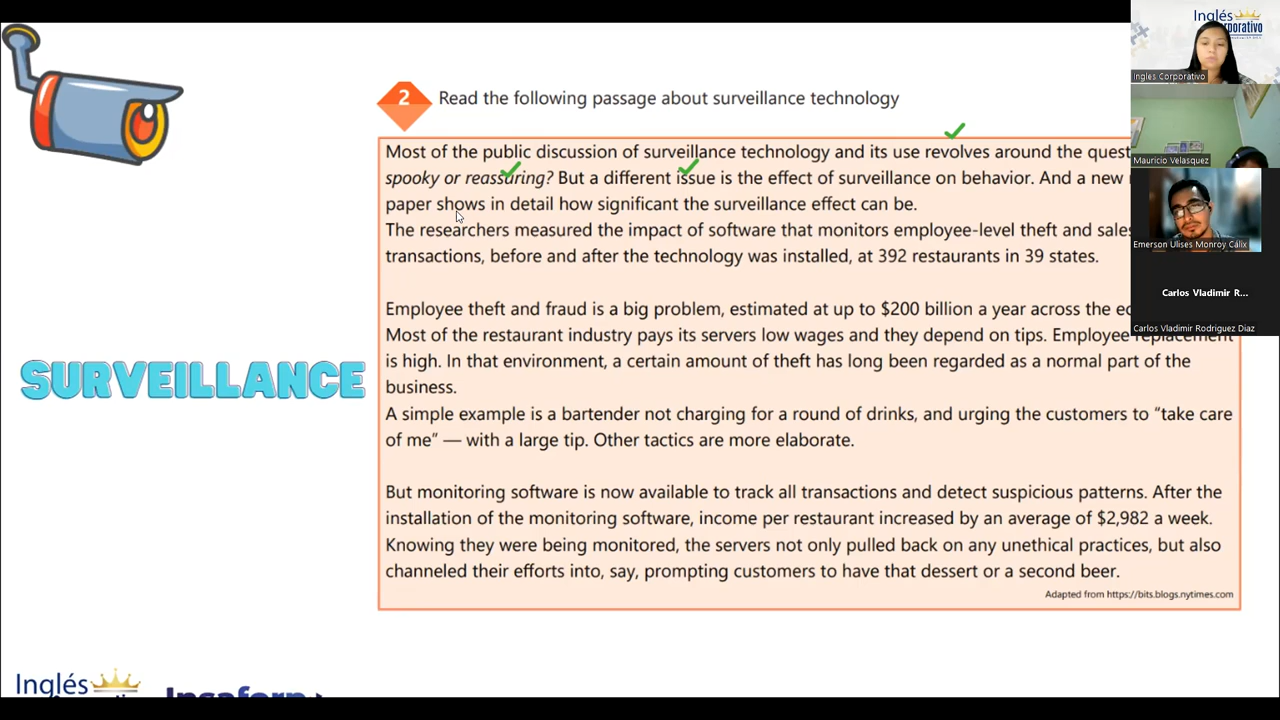 Inglés
orporativo
Ingles Corporativo
Mauricio Velasquez
Emerson Ulises Monroy Cálix
Carlos Vladimir R...
Carlos Vladimir Rodriguez Diaz
2
Read the following passage about surveillance technology
Most of the public discussion of surveillance technology and its use revolves around the quest
spooky or reassuring? But a different issue is the effect of surveillance on behavior. And a new
paper shows in detail how significant the surveillance effect can be.
The researchers measured the impact of software that monitors employee-level theft and sales
transactions, before and after the technology was installed, at 392 restaurants in 39 states.
Employee theft and fraud is a big problem, estimated at up to $200 billion a year across the ec
Most of the restaurant industry pays its servers low wages and they depend on tips. Employee replacement
is high. In that environment, a certain amount of theft has long been regarded as a normal part of the
business.
A simple example is a bartender not charging for a round of drinks, and urging the customers to “take care
of me” — with a large tip. Other tactics are more elaborate.
But monitoring software is now available to track all transactions and detect suspicious patterns. After the
installation of the monitoring software, income per restaurant increased by an average of $2,982 a week.
Knowing they were being monitored, the servers not only pulled back on any unethical practices, but also
channeled their efforts into, say, prompting customers to have that dessert or a second beer.
Adapted from https://bits.blogs.nytimes.com
SURVEILLANCE
Inglés
Insaforp